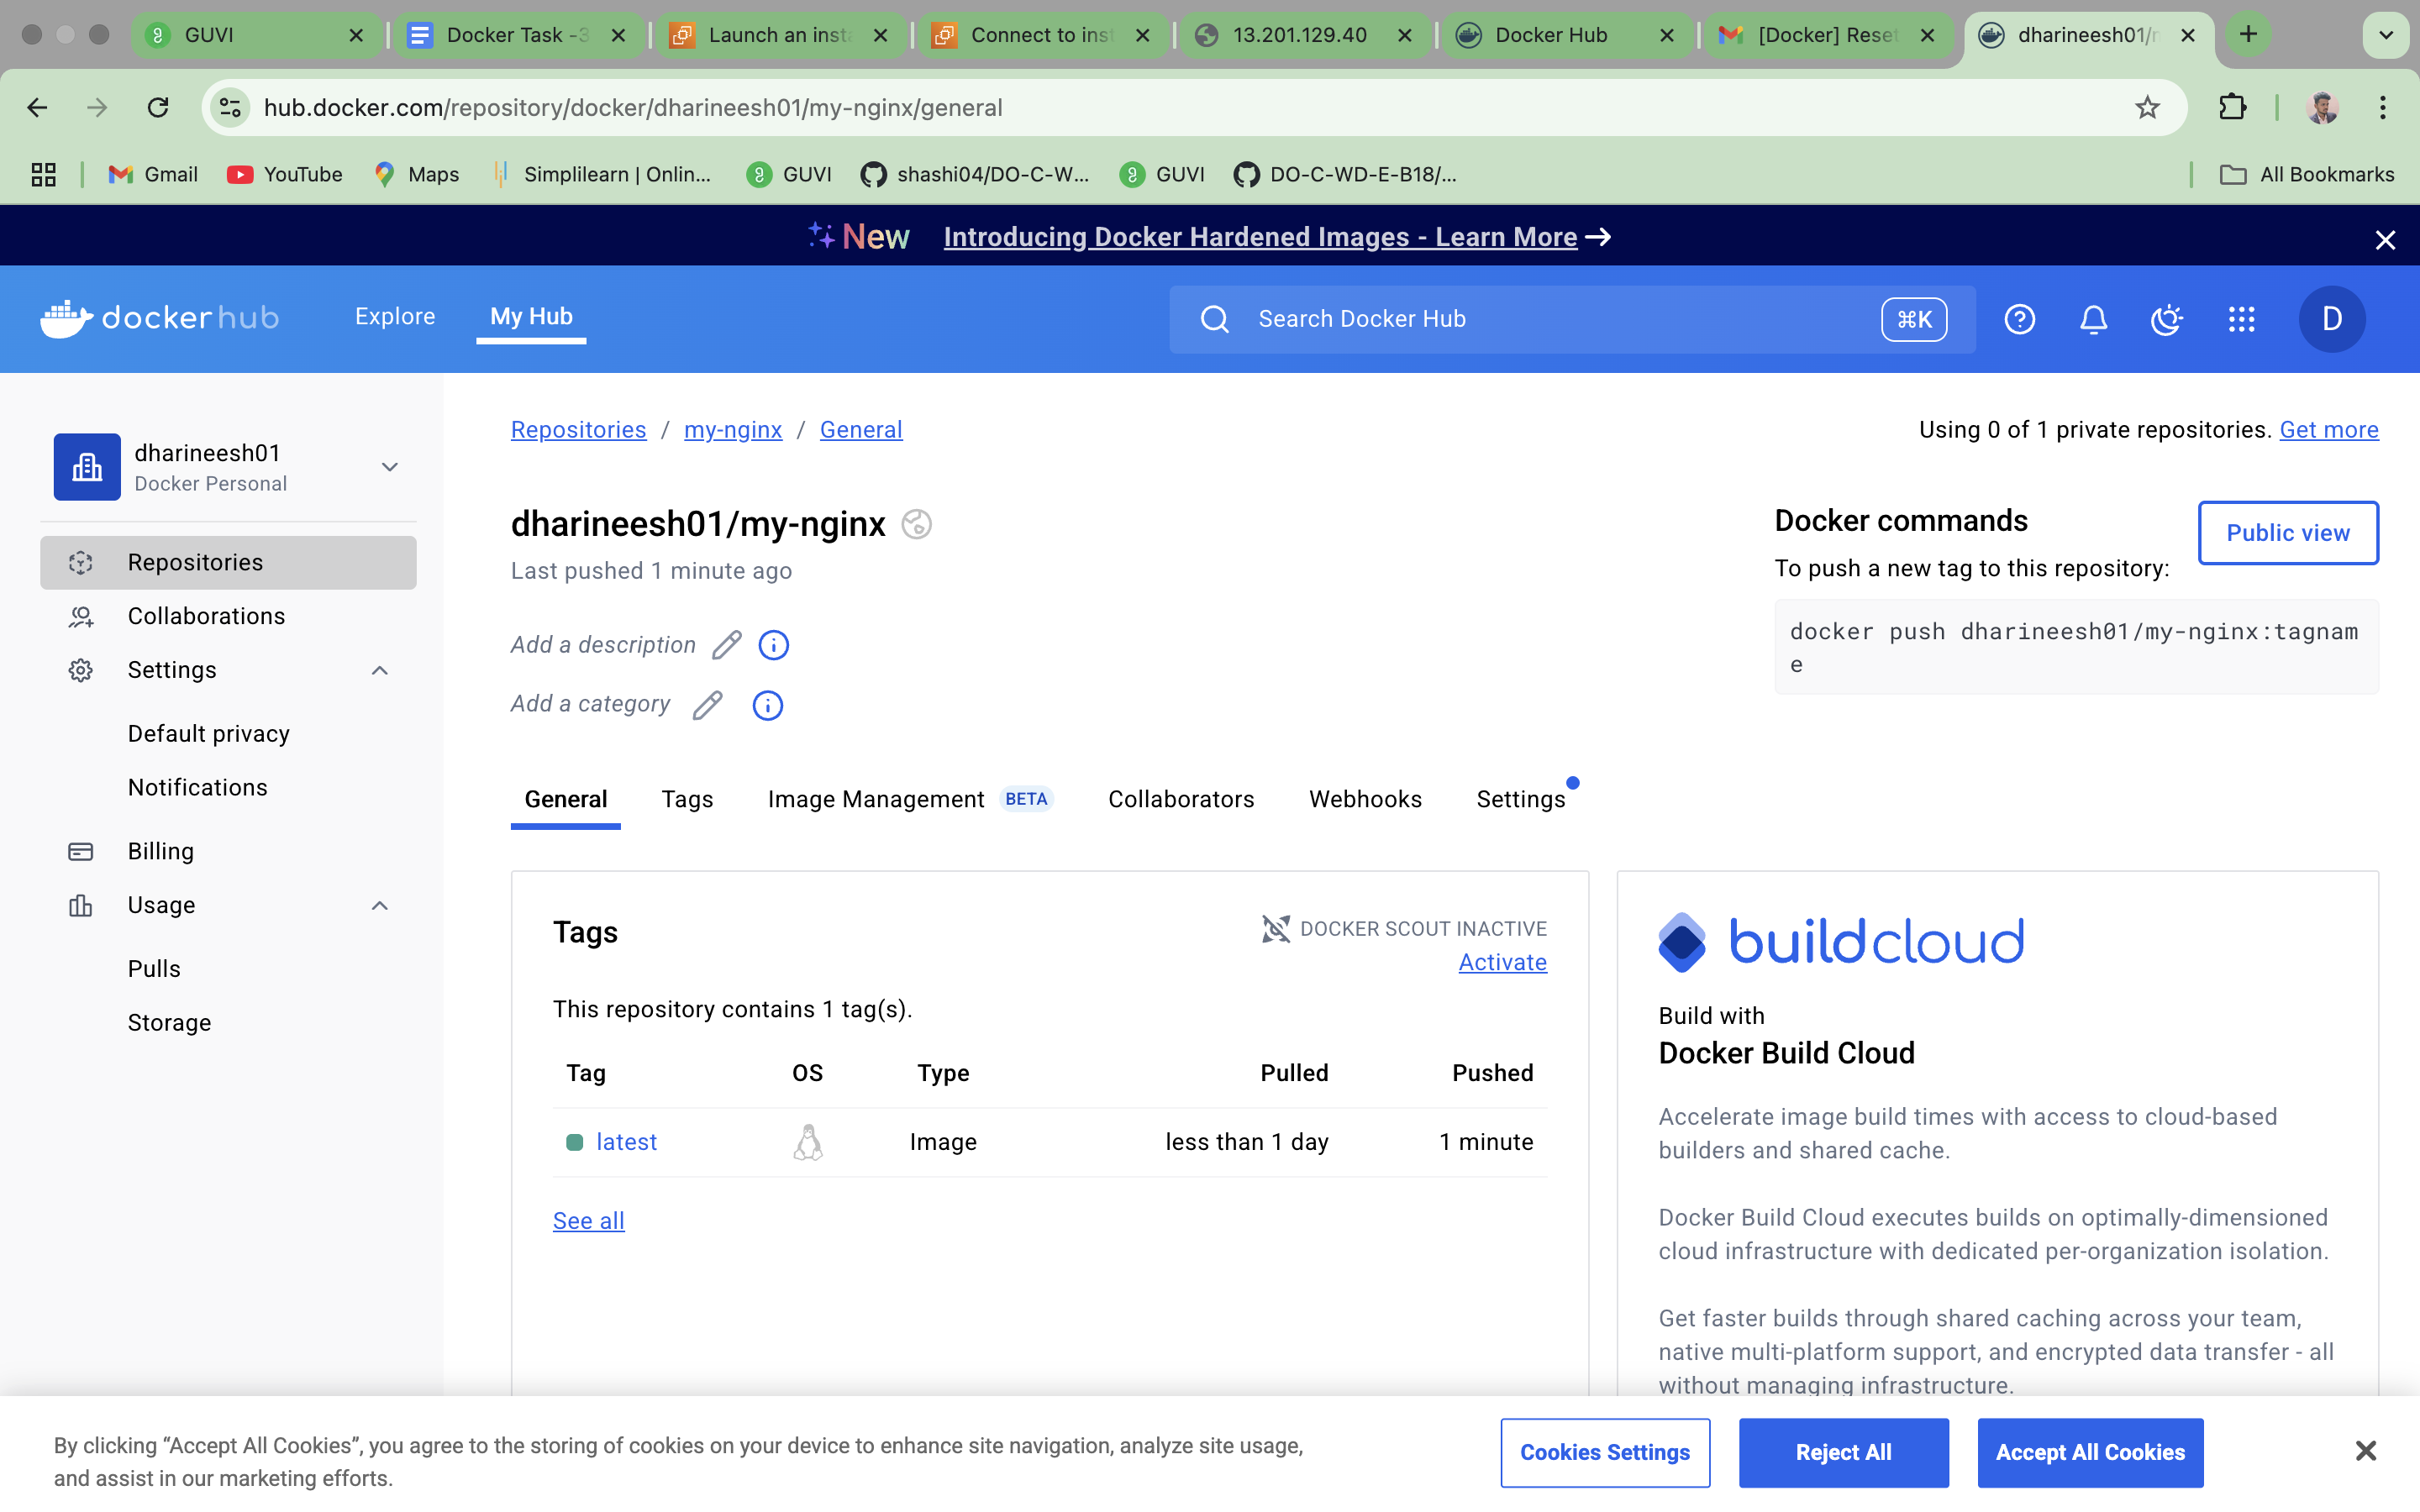 GUVI
Docker Task -3
Launch an inst
Connect to inst
13.201.129.40
Docker Hub
[Docker] Reset
dharineesh01/
hub.docker.com/repository/docker/dharineesh01/my-nginx/general
Gmail
YouTube
Maps
Simplilearn | Onlin...
GUVI
shashi04/DO-C-W...
GUVI
DO-C-WD-E-B18/...
All Bookmarks
New Introducing Docker Hardened Images - Learn More →
dockerhub
Explore
My Hub
Search Docker Hub
⌘K
D
dharineesh01
Docker Personal
Repositories
Collaborations
Settings
Default privacy
Notifications
Billing
Usage
Pulls
Storage
Repositories / my-nginx / General
Using 0 of 1 private repositories. Get more
dharineesh01/my-nginx
Last pushed 1 minute ago
Add a description
Add a category
Docker commands
Public view
To push a new tag to this repository:
docker push dharineesh01/my-nginx:tagnam
e
General
Tags
Image Management BETA
Collaborators
Webhooks
Settings
Tags
DOCKER SCOUT INACTIVE
Activate
This repository contains 1 tag(s).
Tag OS Type Pulled Pushed
latest Image less than 1 day 1 minute
See all
buildcloud
Build with
Docker Build Cloud
Accelerate image build times with access to cloud-based
builders and shared cache.
Docker Build Cloud executes builds on optimally-dimensioned
cloud infrastructure with dedicated per-organization isolation.
Get faster builds through shared caching across your team,
native multi-platform support, and encrypted data transfer - all
without managing infrastructure.
By clicking “Accept All Cookies”, you agree to the storing of cookies on your device to enhance site navigation, analyze site usage,
and assist in our marketing efforts.
Cookies Settings
Reject All
Accept All Cookies